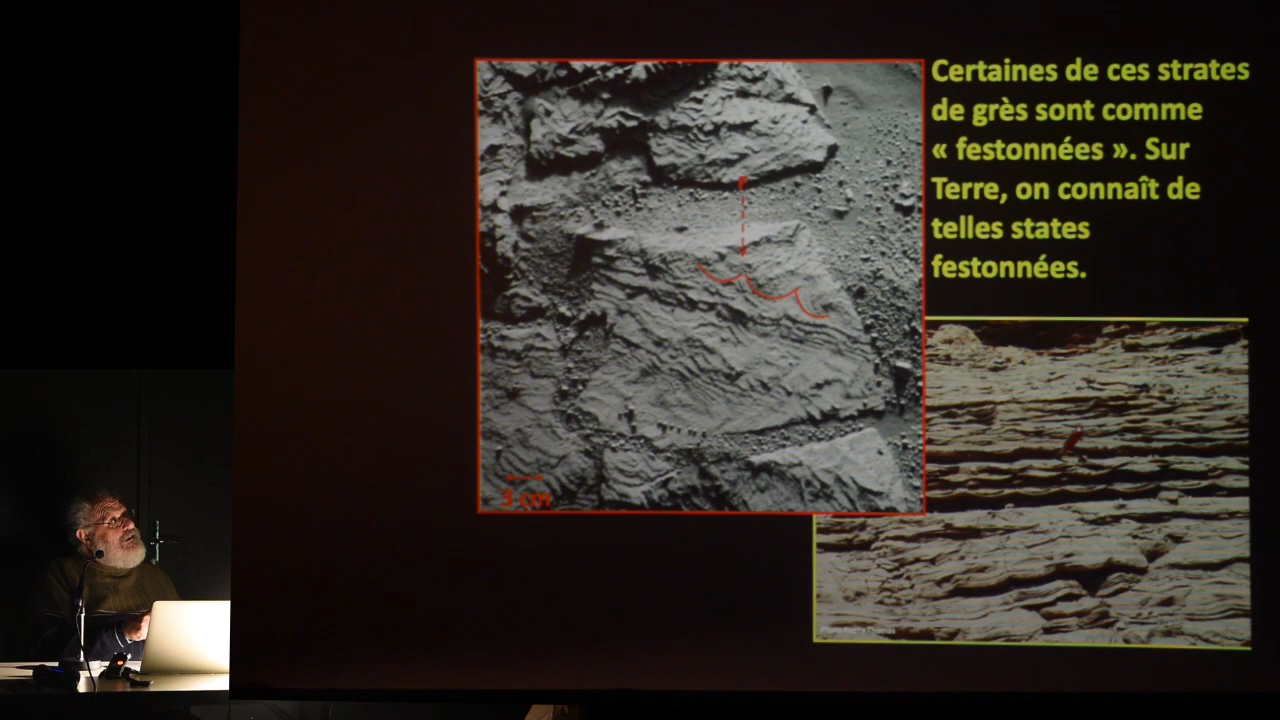 Certaines de ces strates
de grès sont comme
« festonnées ». Sur
Terre, on connaît de
telles states
festonnées.
3 cm